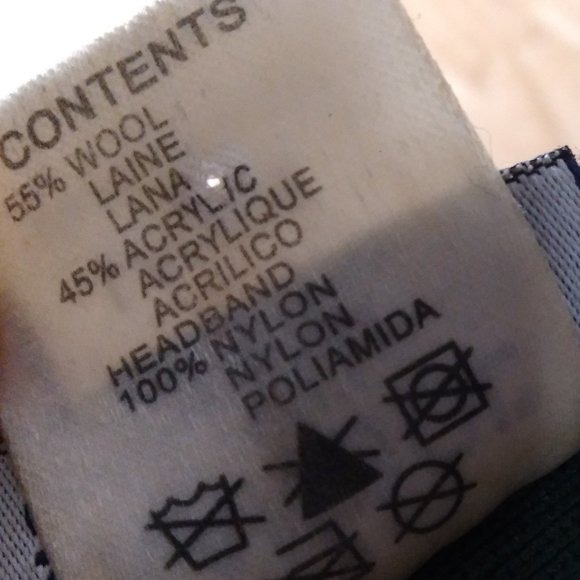 CONTENTS
55% WOOL
LAINE
LANA
45% ACRYLIC
ACRYLIQUE
ACRILICO
HEADBAND
100% NYLON
NYLON
POLIAMIDA